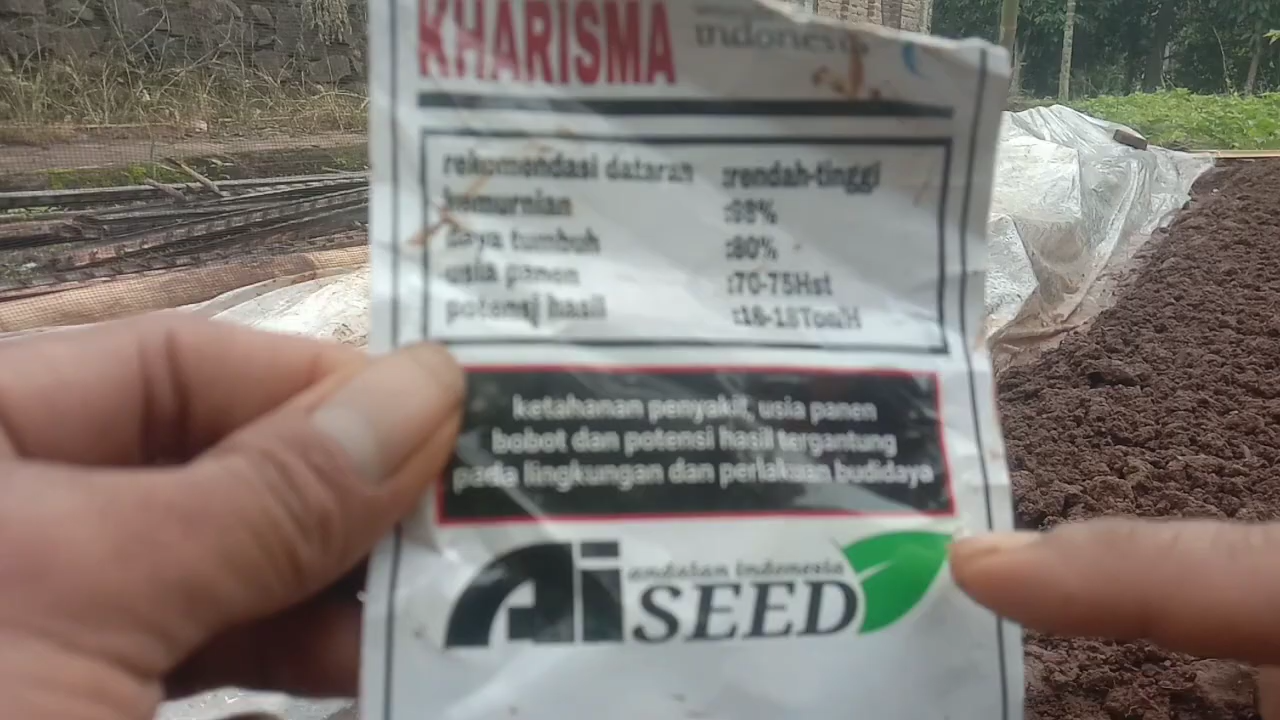 KHARISMA
indonesia
rekomendasi dataran :rendah-tinggi
kemurnian :98%
daya tumbuh :80%
usia panen :70-75Hst
potensi hasil :16-18Ton/H
ketahanan penyakit, usia panen
bobot dan potensi hasil tergantung
pada lingkungan dan perlakuan budidaya
Ai andalan indonesia
SEED